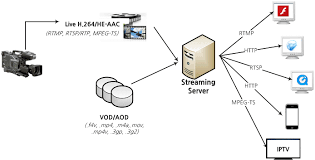 Live H.264/HE-AAC
(RTMP, RTSP/RTP, MPEG-TS)
VOD/AOD
(f4v, mp4, m4a, mov,
mp4v, 3gp, 3g2)
Streaming
Server
RTMP
HTTP
RTSP
HTTP
MPEG-TS
IPTV